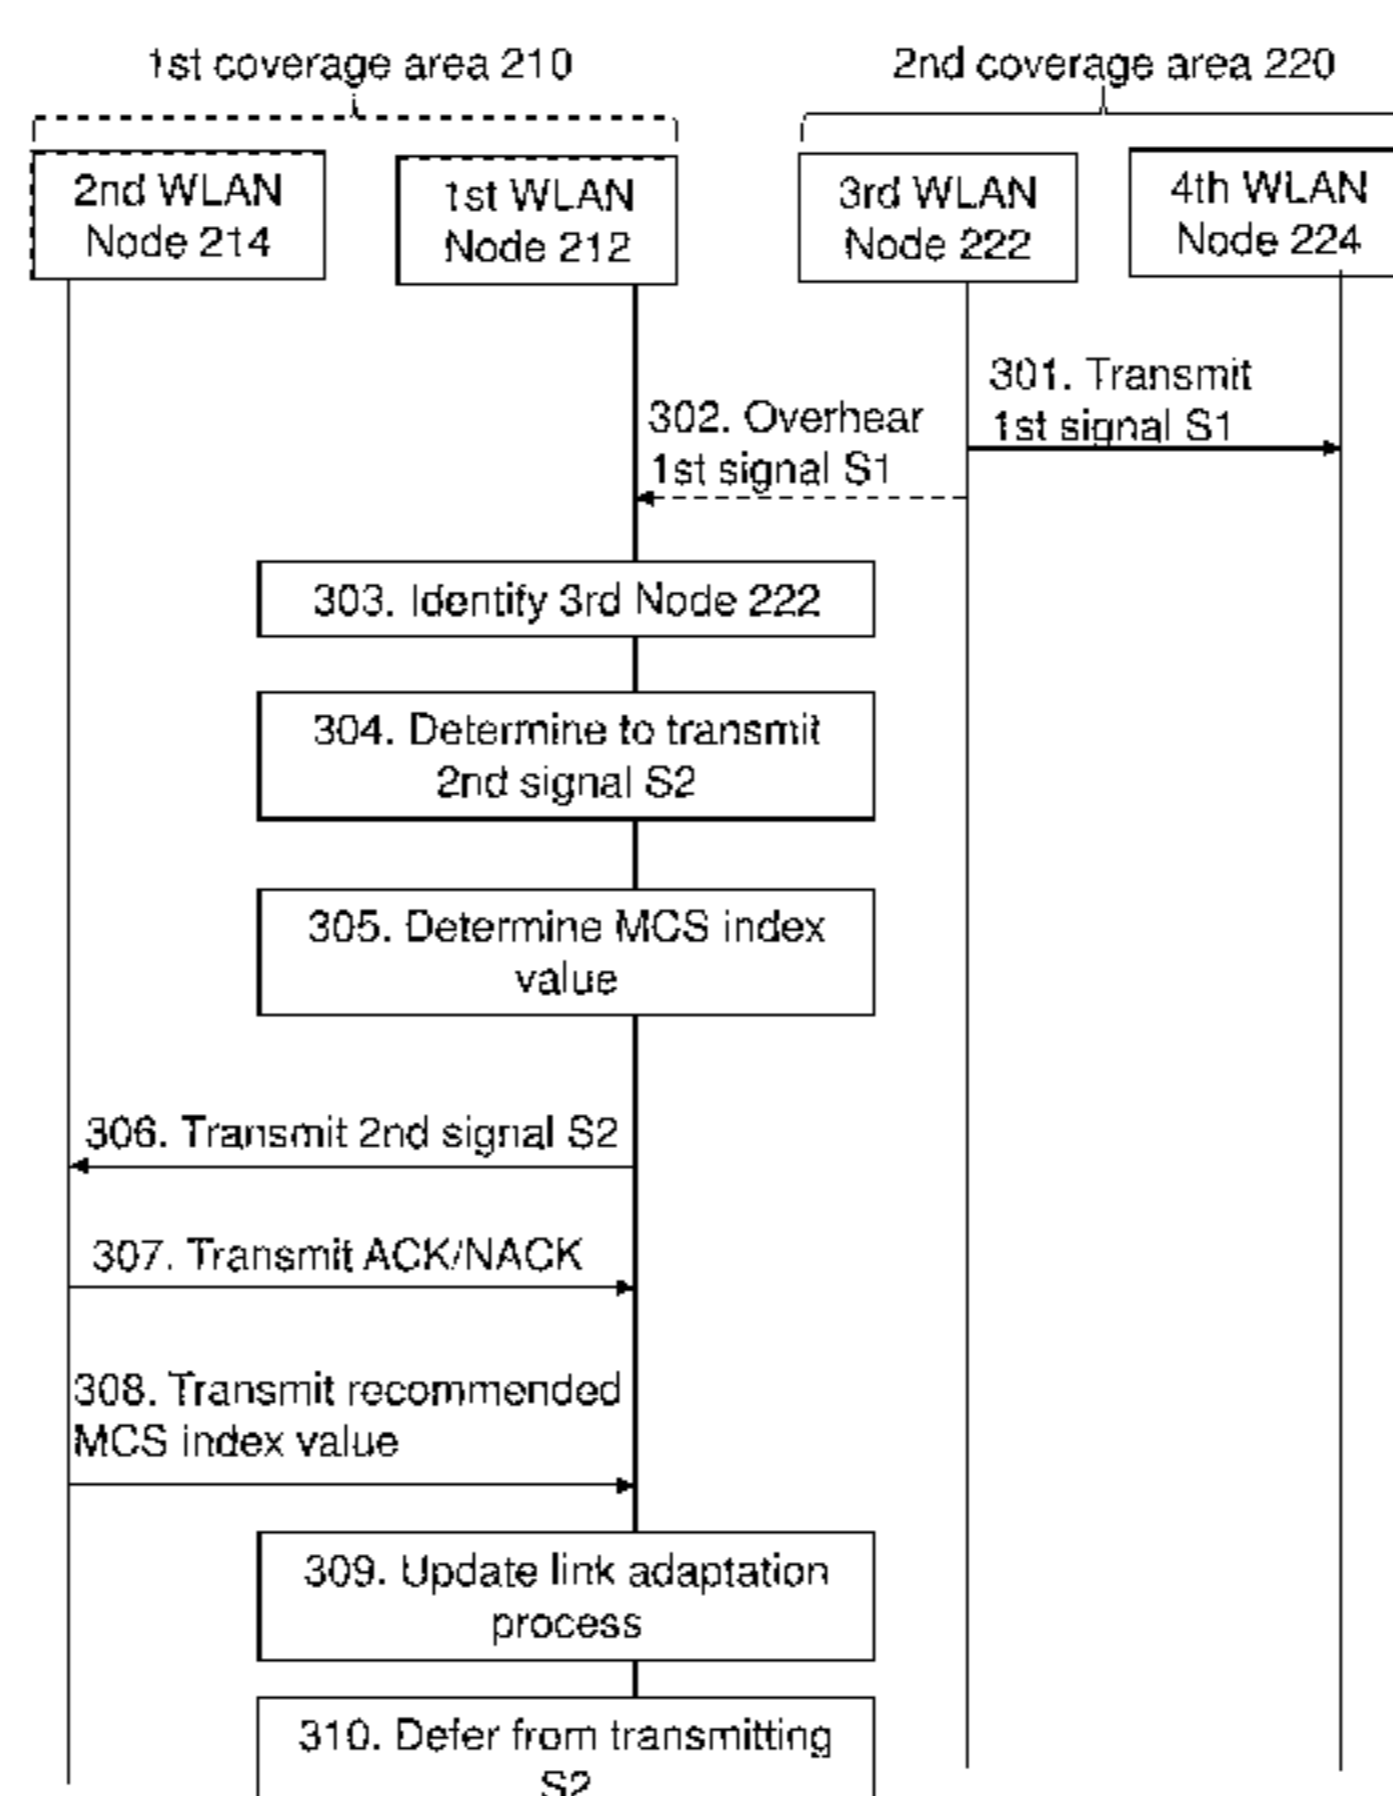 1st coverage area 210
2nd coverage area 220
2nd WLAN
Node 214
1st WLAN
Node 212
3rd WLAN
Node 222
4th WLAN
Node 224
301. Transmit
1st signal S1
302. Overhear
1st signal S1
303. Identify 3rd Node 222
304. Determine to transmit
2nd signal S2
305. Determine MCS index
value
306. Transmit 2nd signal S2
307. Transmit ACK/NACK
308. Transmit recommended
MCS index value
309. Update link adaptation
process
310. Defer from transmitting
S2